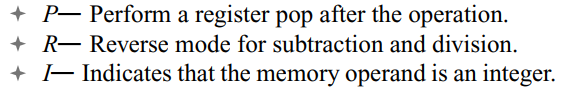 ✦ P— Perform a register pop after the operation.
✦ R— Reverse mode for subtraction and division.
✦ I— Indicates that the memory operand is an integer.